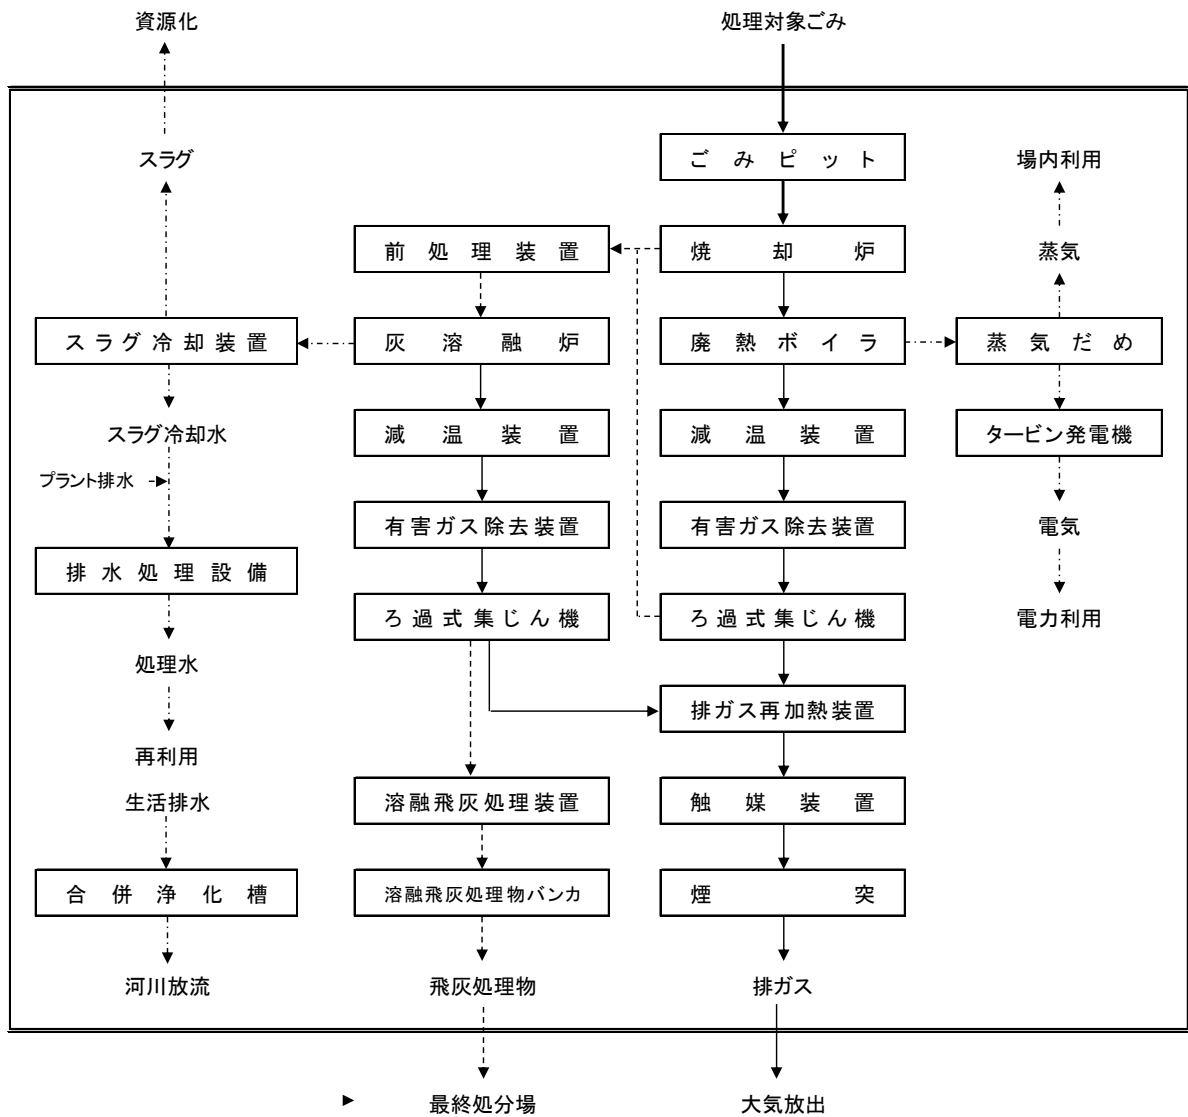 資源化
処理対象ごみ
ごみピット
スラグ
場内利用
前処理装置
焼却炉
蒸気
スラグ冷却装置
灰溶融炉
廃熱ボイラ
蒸気だめ
スラグ冷却水
減温装置
減温装置
タービン発電機
プラント排水
有害ガス除去装置
有害ガス除去装置
電気
排水処理設備
ろ過式集じん機
ろ過式集じん機
電力利用
処理水
排ガス再加熱装置
再利用
生活排水
溶融飛灰処理装置
触媒装置
合併浄化槽
溶融飛灰処理物バンカ
煙突
河川放流
飛灰処理物
排ガス
最終処分場
大気放出